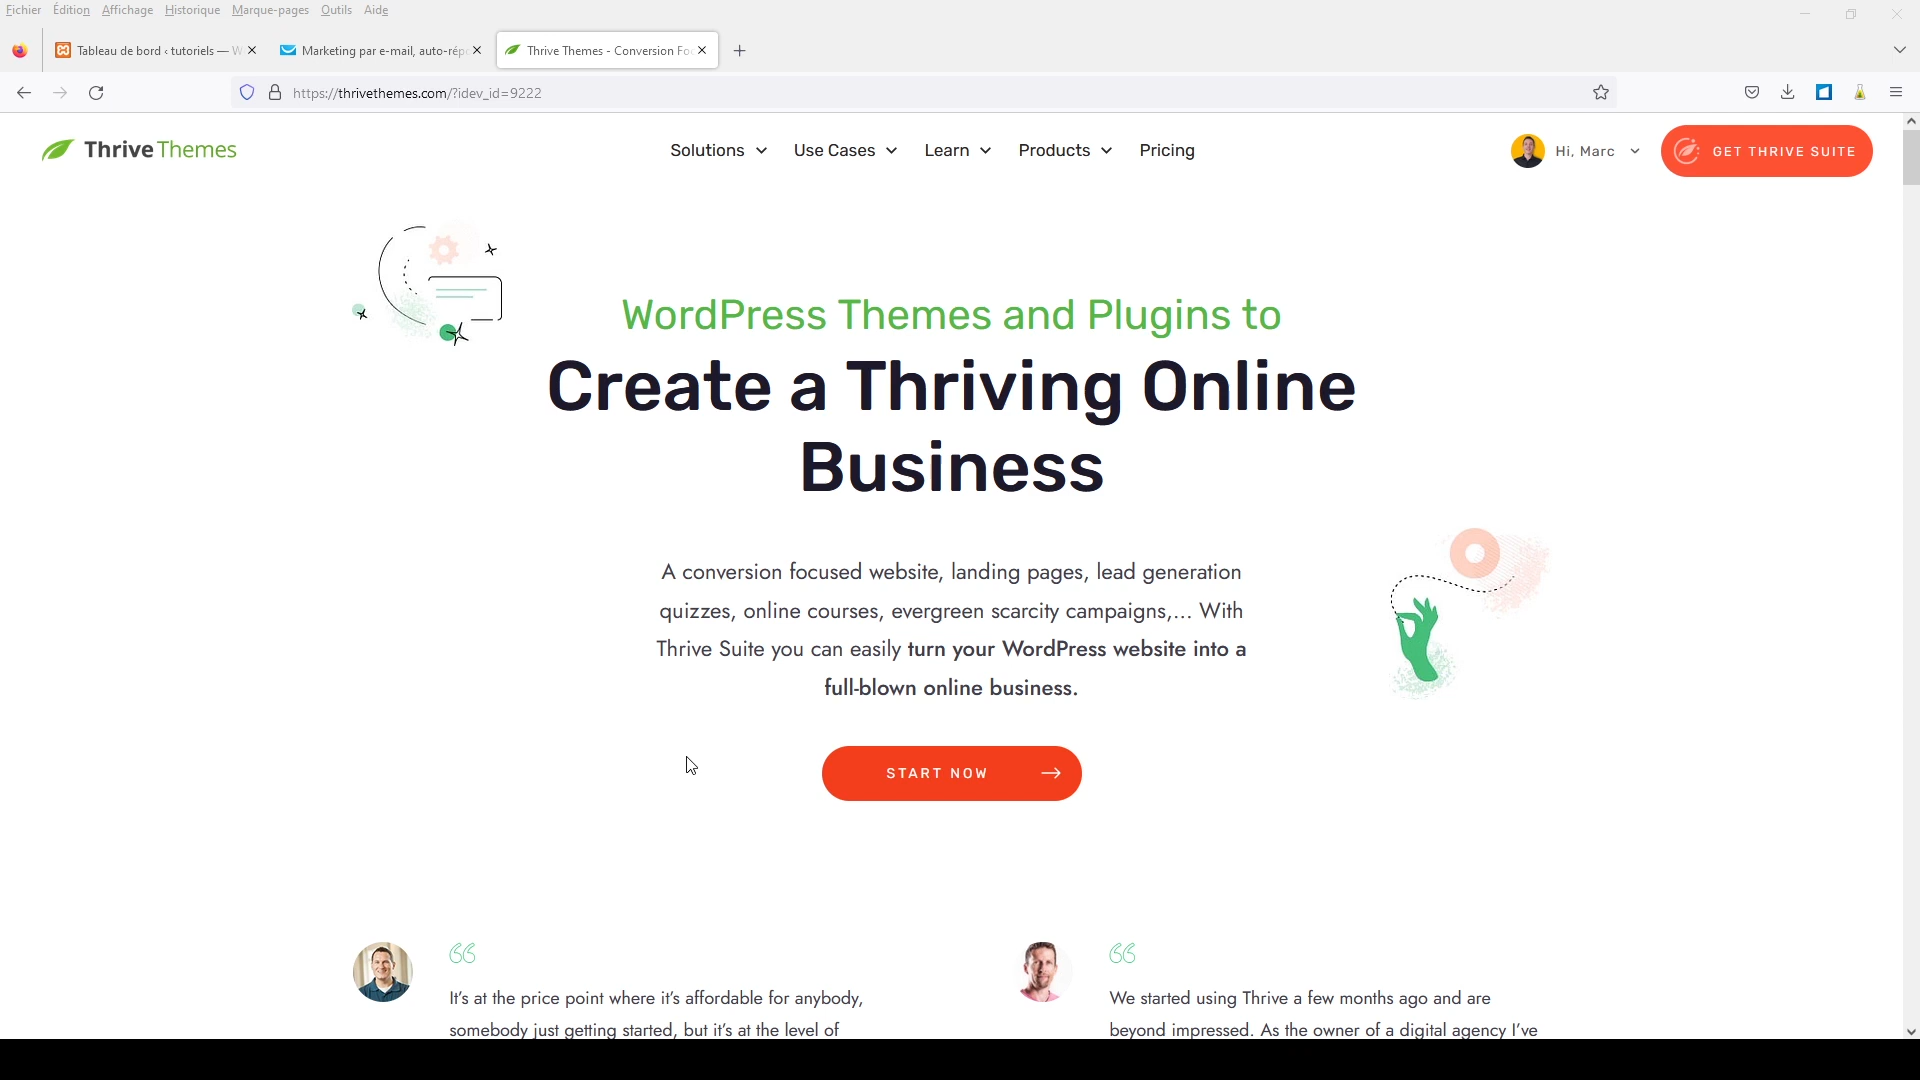 Fichier Édition Affichage Historique Marque-pages Outils Aide
Tableau de bord ‹ tutoriels — W
Marketing par e-mail, auto-rép
Thrive Themes - Conversion Fo
https://thrivethemes.com/?idev_id=9222
Thrive Themes
Solutions Use Cases Learn Products Pricing
Hi, Marc
GET THRIVE SUITE
WordPress Themes and Plugins to
Create a Thriving Online
Business
A conversion focused website, landing pages, lead generation
quizzes, online courses, evergreen scarcity campaigns,... With
Thrive Suite you can easily turn your WordPress website into a
full-blown online business.
START NOW
It's at the price point where it's affordable for anybody,
somebody just getting started, but it's at the level of
We started using Thrive a few months ago and are
beyond impressed. As the owner of a digital agency I've